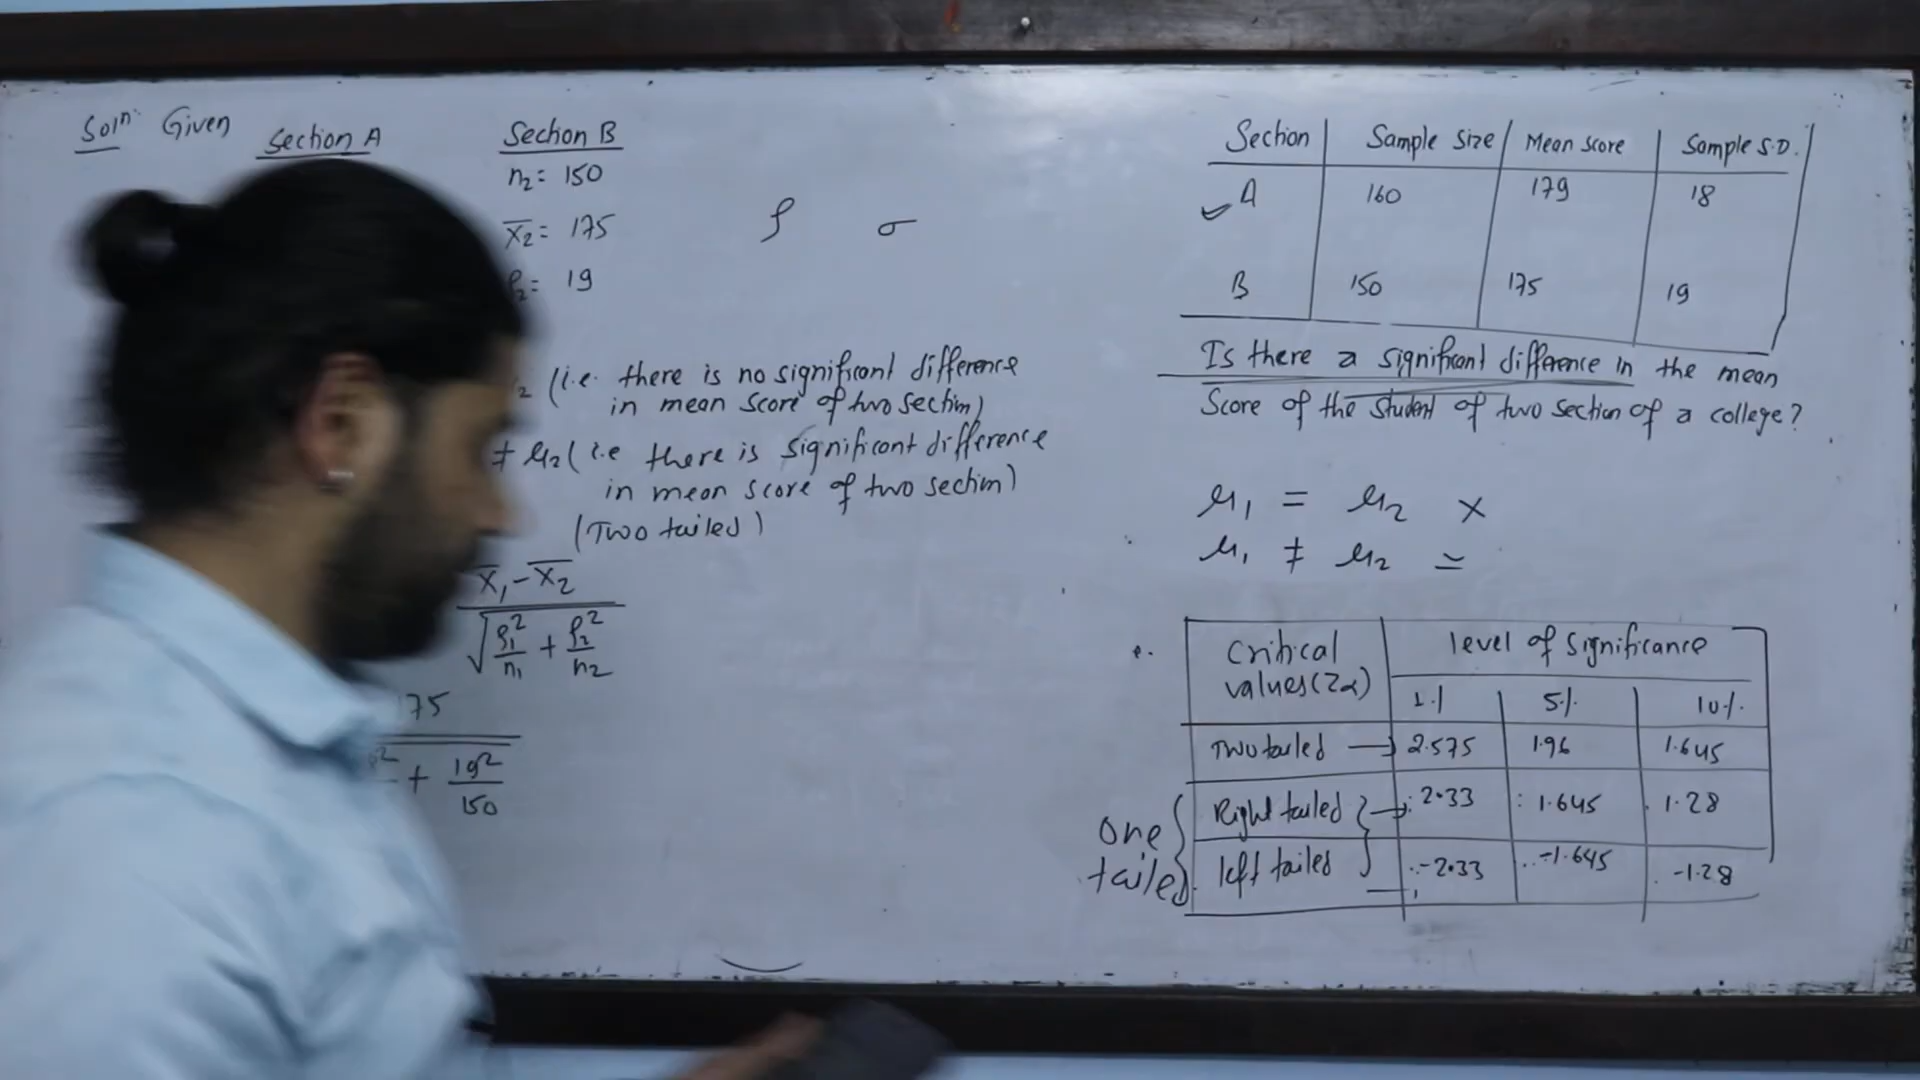 Soln: Given
Section A
Section B
n2 = 150
x̄2 = 175
2 = 19
ρ σ
2 (i.e. there is no significant difference
in mean score of two section)
≠ μ2 (i.e there is significant difference
in mean score of two section)
(Two tailed)
x̄1 - x̄2
√ ρ1²/n1 + ρ2²/n2
175
+ 19²/150
Section | Sample Size | Mean score | Sample S.D.
A 160 179 18
B 150 175 19
Is there a significant difference in the mean
Score of the student of two section of a college?
μ1 = μ2 ×
μ1 ≠ μ2
Critical values (Zα) | level of significance
1% 5% 10%
Two tailed → 2.575 1.96 1.645
one tailed
Right tailed → 2.33 1.645 1.28
left tailed -2.33 -1.645 -1.28